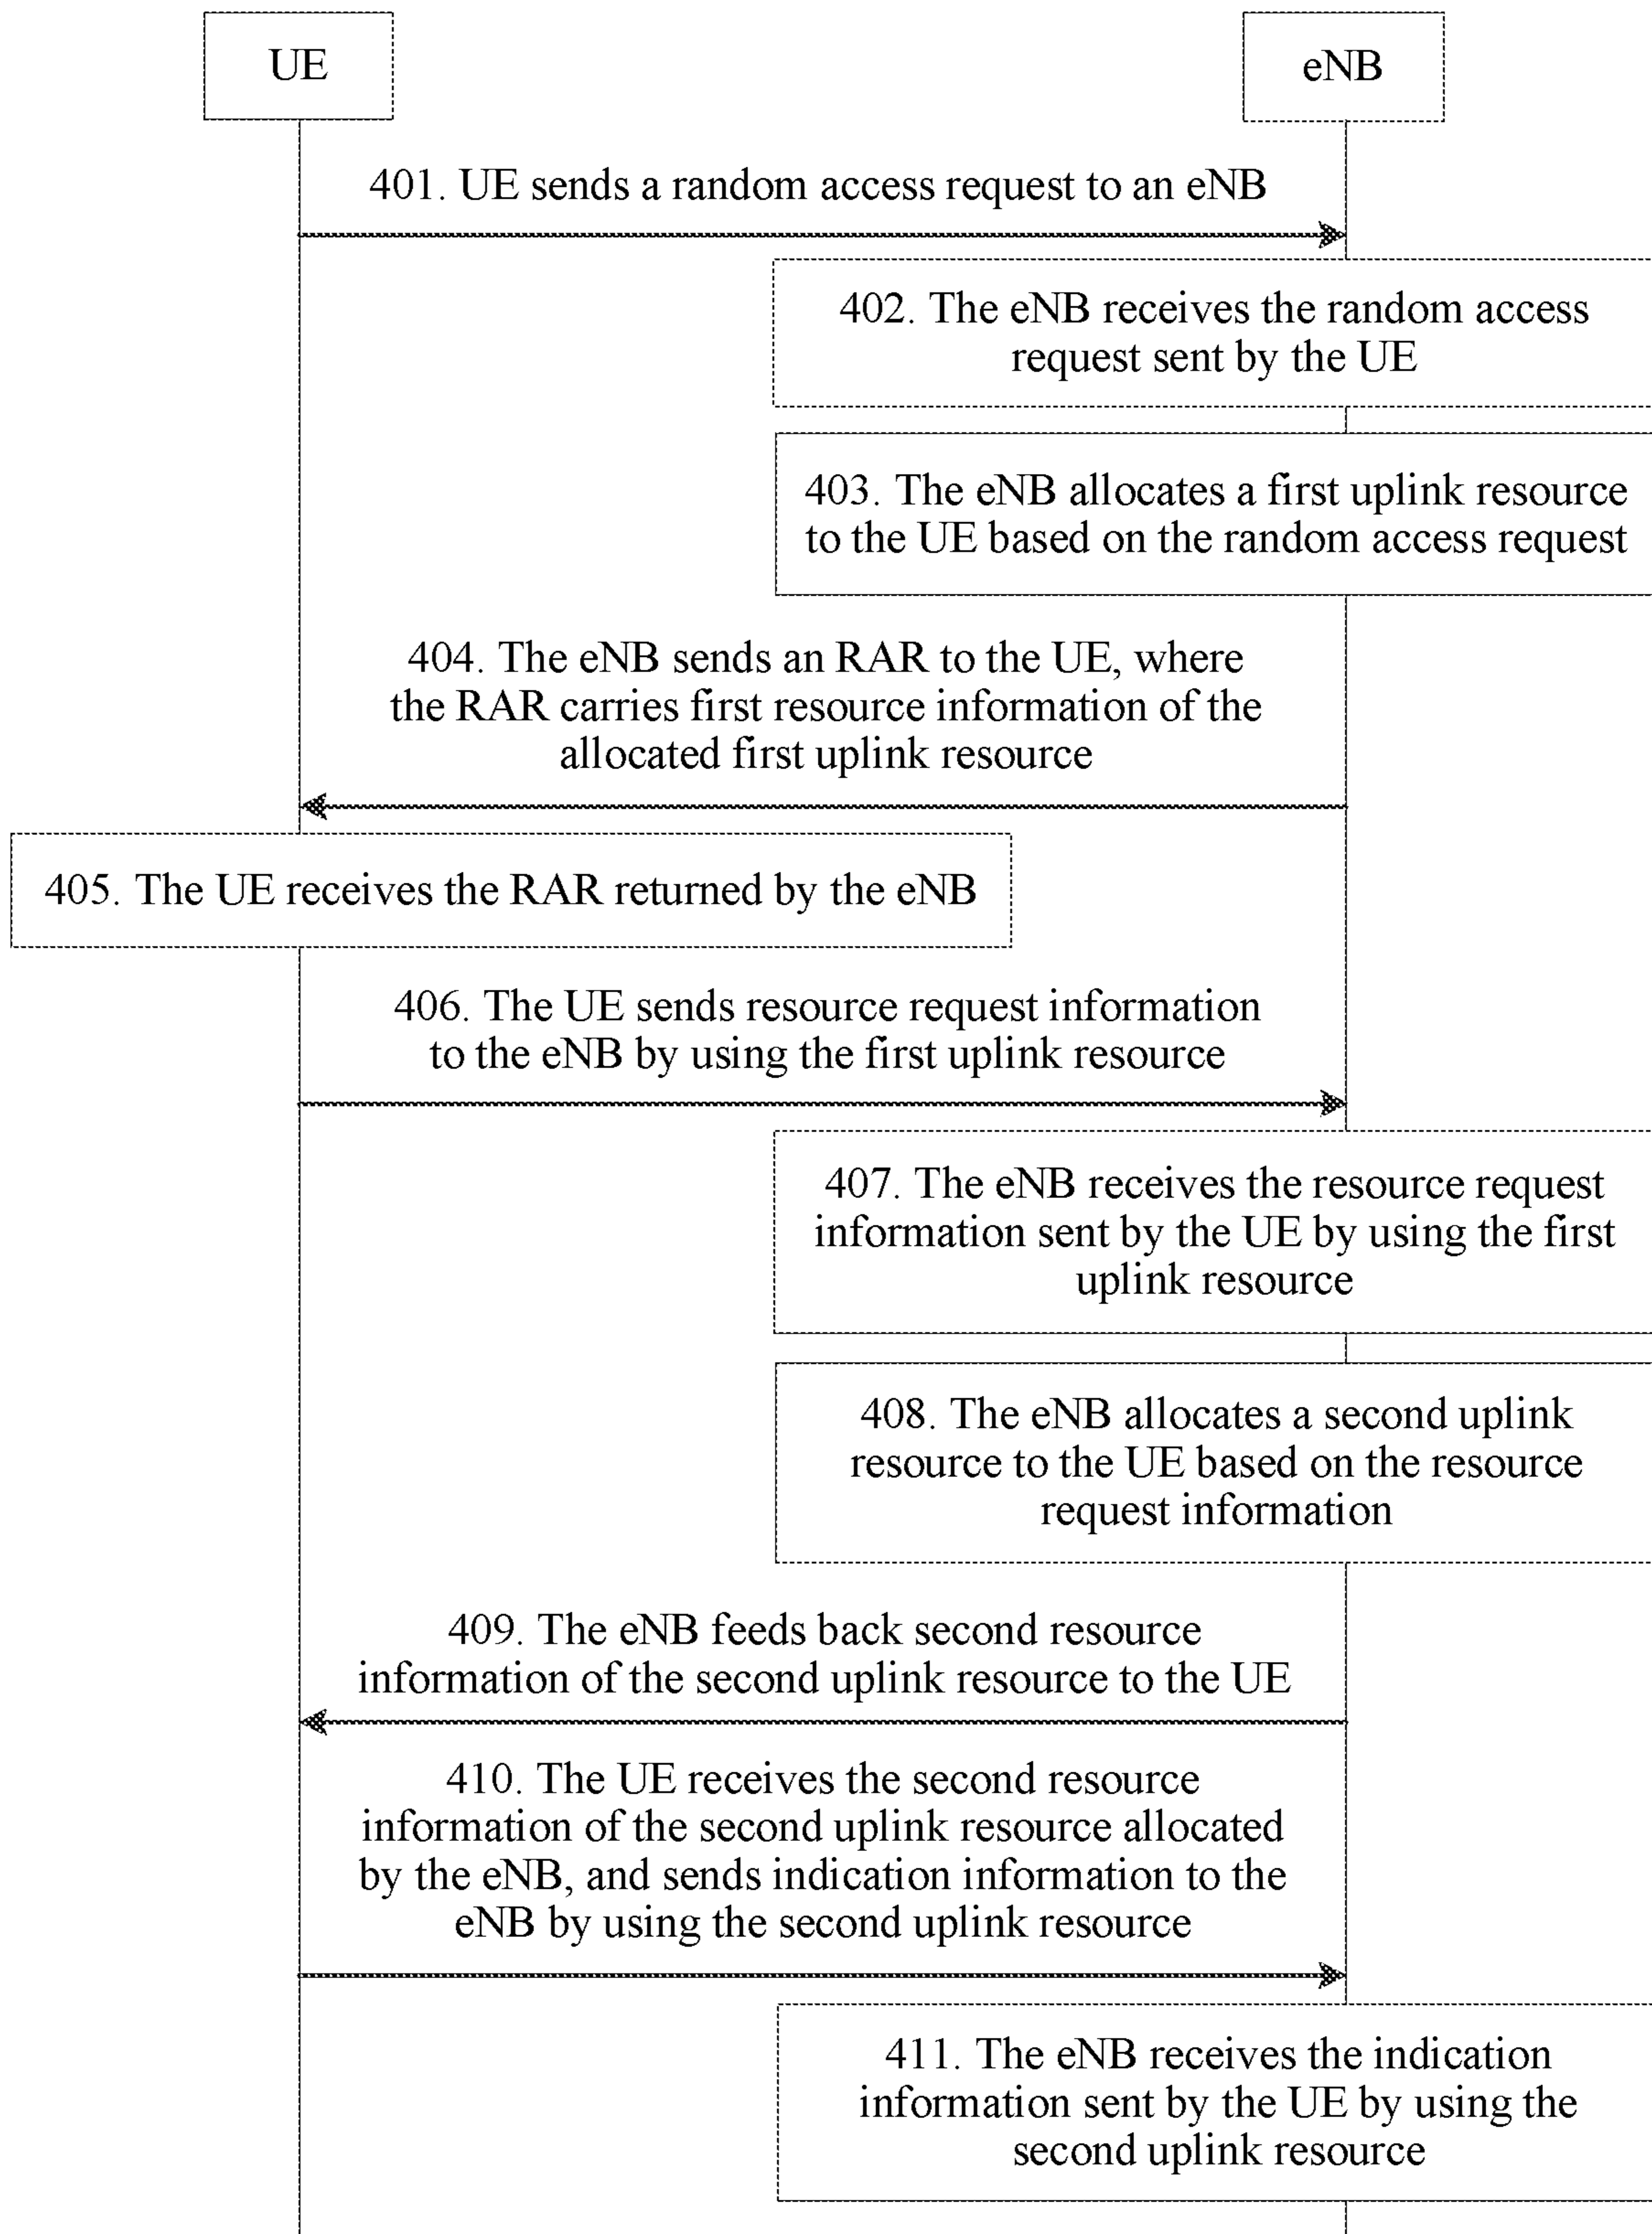 UE
eNB
401. UE sends a random access request to an eNB
402. The eNB receives the random access
request sent by the UE
403. The eNB allocates a first uplink resource
to the UE based on the random access request
404. The eNB sends an RAR to the UE, where
the RAR carries first resource information of the
allocated first uplink resource
405. The UE receives the RAR returned by the eNB
406. The UE sends resource request information
to the eNB by using the first uplink resource
407. The eNB receives the resource request
information sent by the UE by using the first
uplink resource
408. The eNB allocates a second uplink
resource to the UE based on the resource
request information
409. The eNB feeds back second resource
information of the second uplink resource to the UE
410. The UE receives the second resource
information of the second uplink resource allocated
by the eNB, and sends indication information to the
eNB by using the second uplink resource
411. The eNB receives the indication
information sent by the UE by using the
second uplink resource